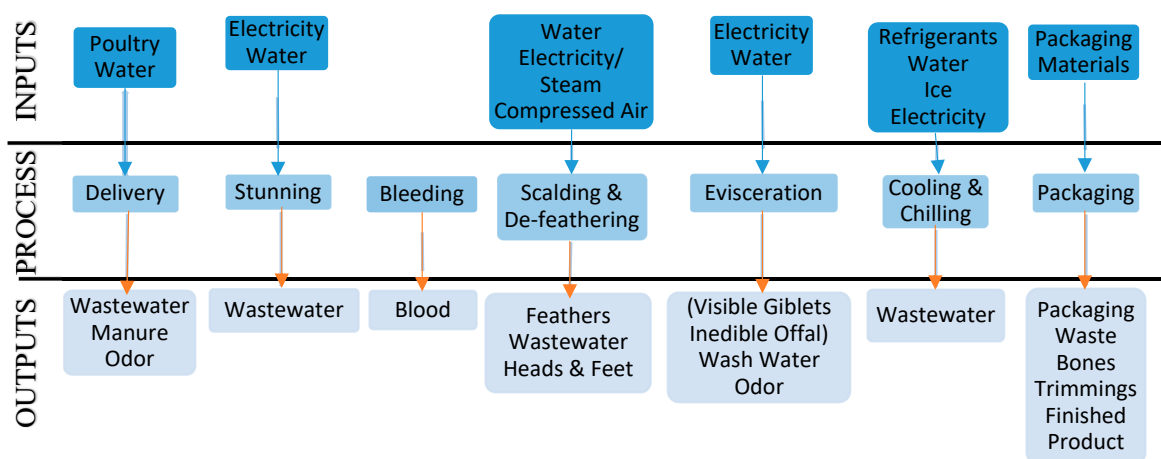 INPUTS
Poultry
Water
Electricity
Water
Water
Electricity/
Steam
Compressed Air
Electricity
Water
Refrigerants
Water
Ice
Electricity
Packaging
Materials
PROCESS
Delivery
Stunning
Bleeding
Scalding &
De-feathering
Evisceration
Cooling &
Chilling
Packaging
OUTPUTS
Wastewater
Manure
Odor
Wastewater
Blood
Feathers
Wastewater
Heads & Feet
(Visible Giblets
Inedible Offal)
Wash Water
Odor
Wastewater
Packaging
Waste
Bones
Trimmings
Finished
Product